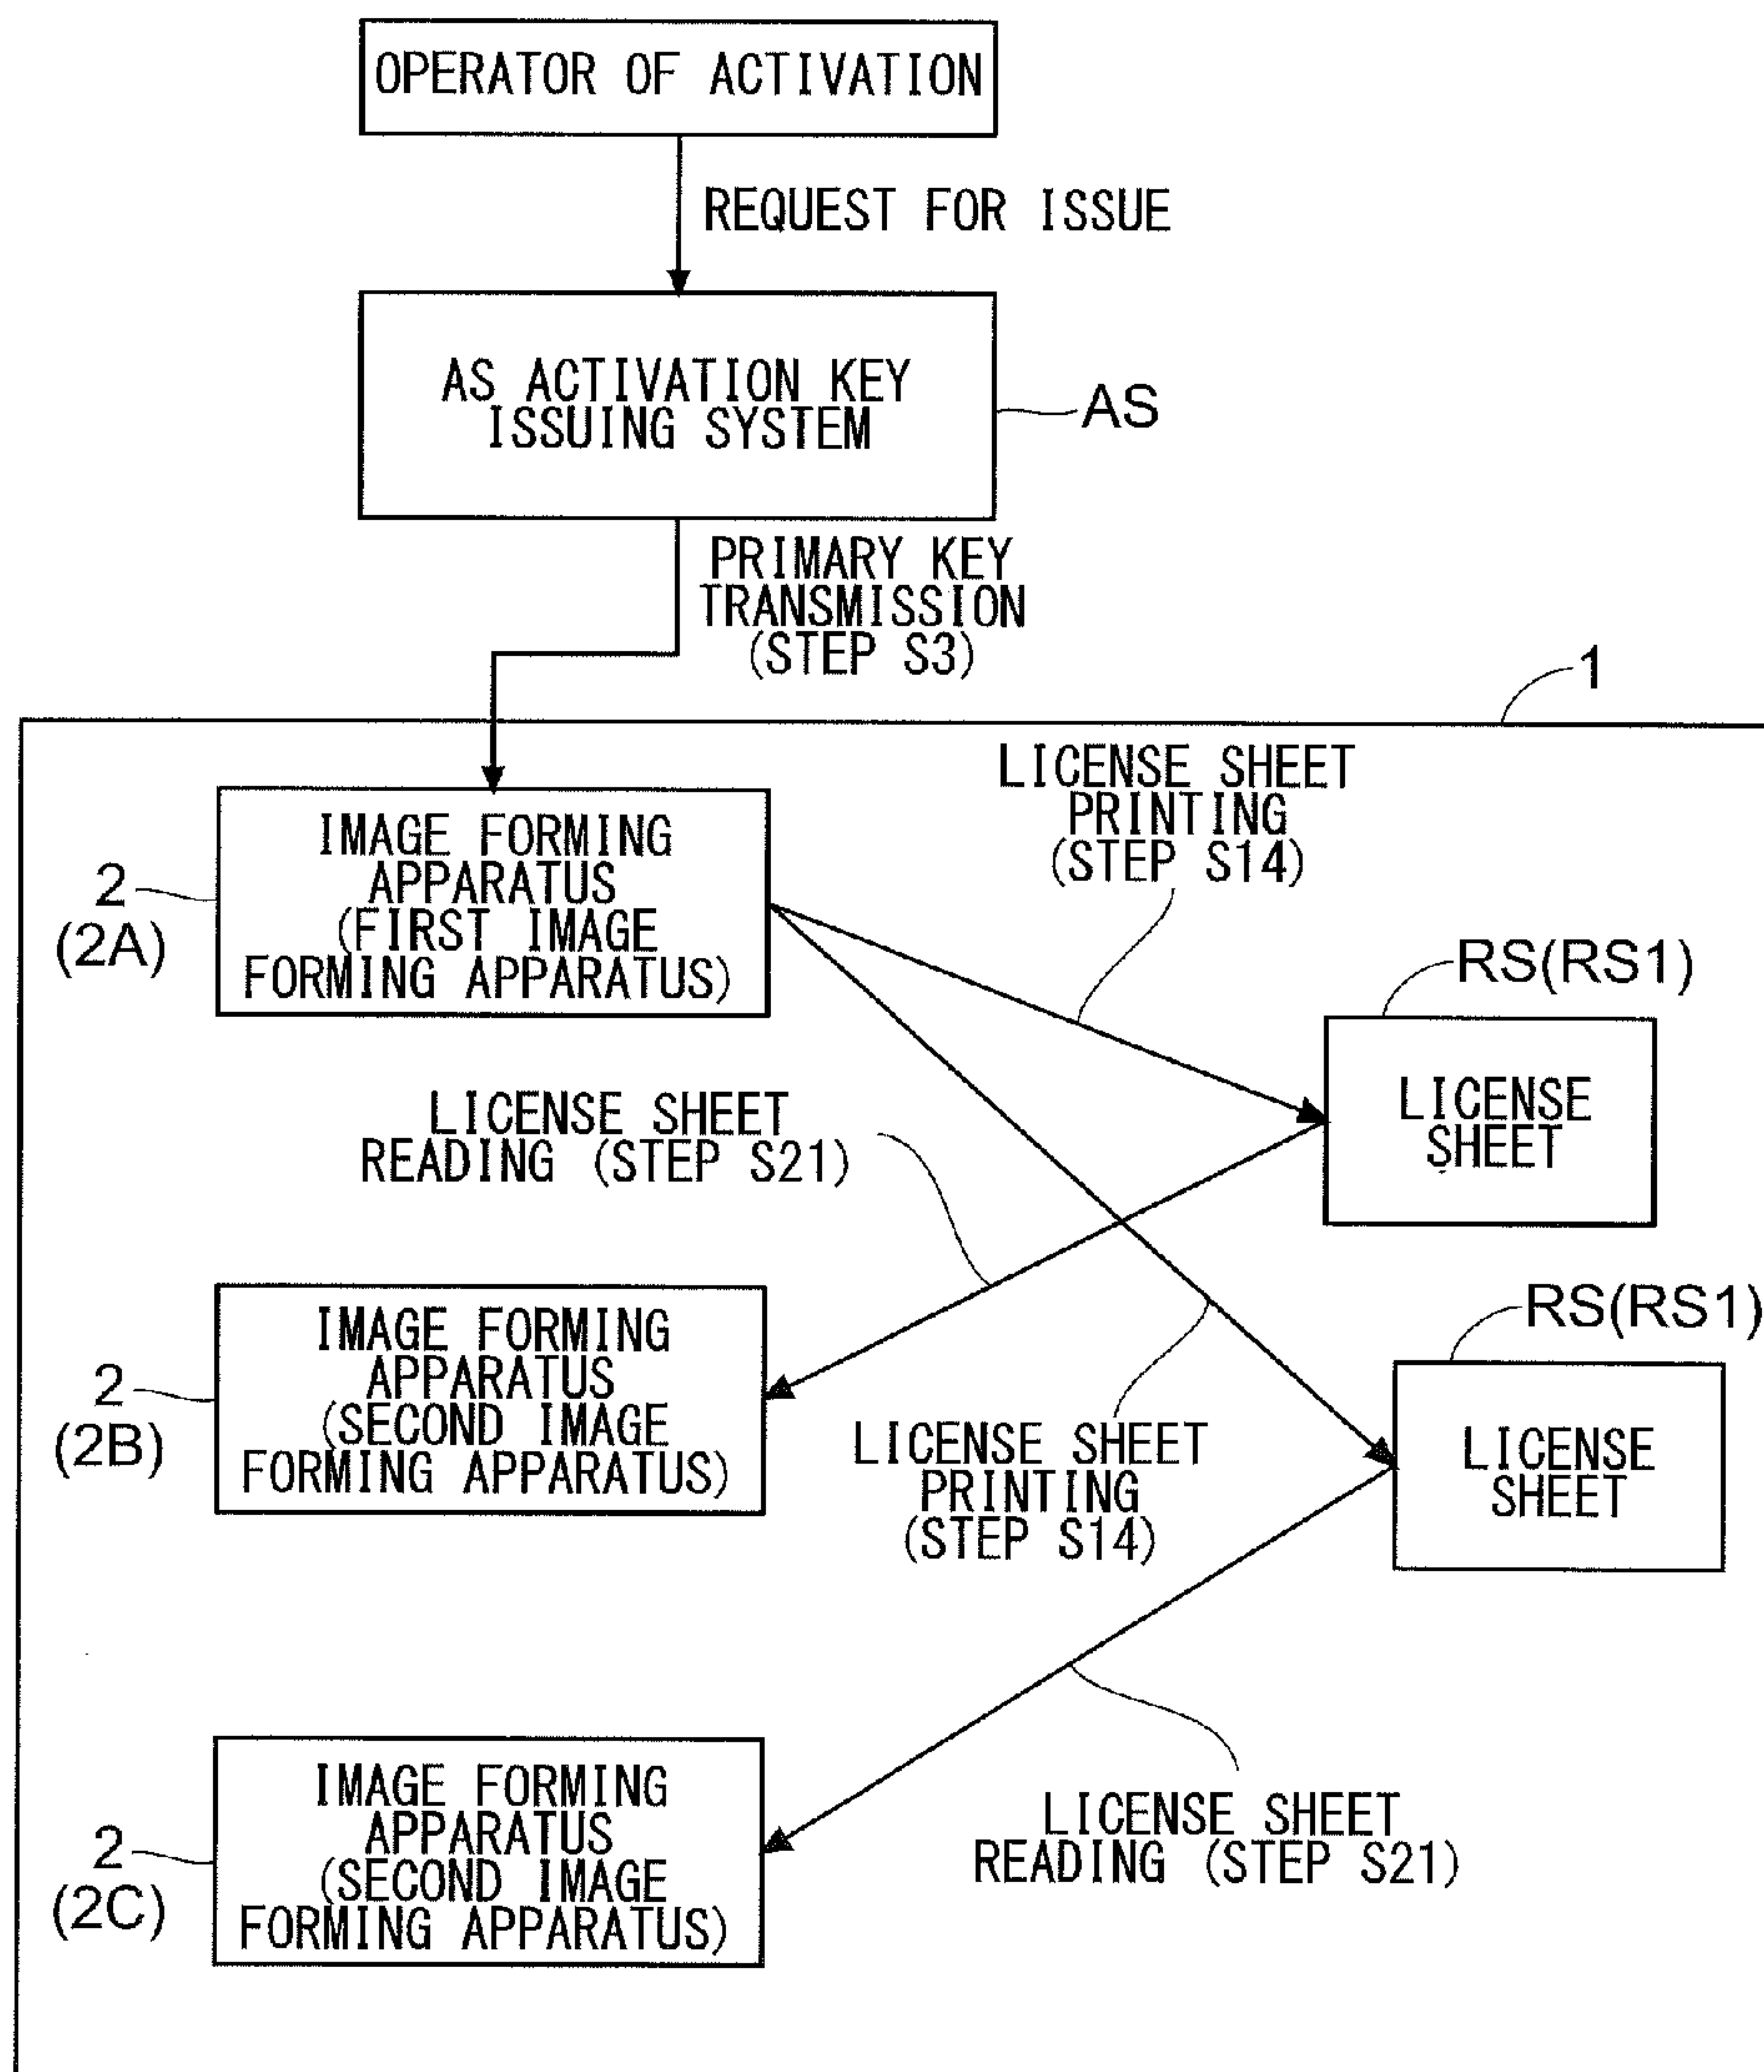 OPERATOR OF ACTIVATION
REQUEST FOR ISSUE
AS ACTIVATION KEY
ISSUING SYSTEM
AS
PRIMARY KEY
TRANSMISSION
(STEP S3)
1
LICENSE SHEET
PRINTING
(STEP S14)
IMAGE FORMING
APPARATUS
(FIRST IMAGE
FORMING APPARATUS)
2
(2A)
RS(RS1)
LICENSE
SHEET
LICENSE SHEET
READING (STEP S21)
RS(RS1)
LICENSE
SHEET
IMAGE FORMING
APPARATUS
(SECOND IMAGE
FORMING APPARATUS)
2
(2B)
LICENSE SHEET
PRINTING
(STEP S14)
IMAGE FORMING
APPARATUS
(SECOND IMAGE
FORMING APPARATUS)
2
(2C)
LICENSE SHEET
READING (STEP S21)